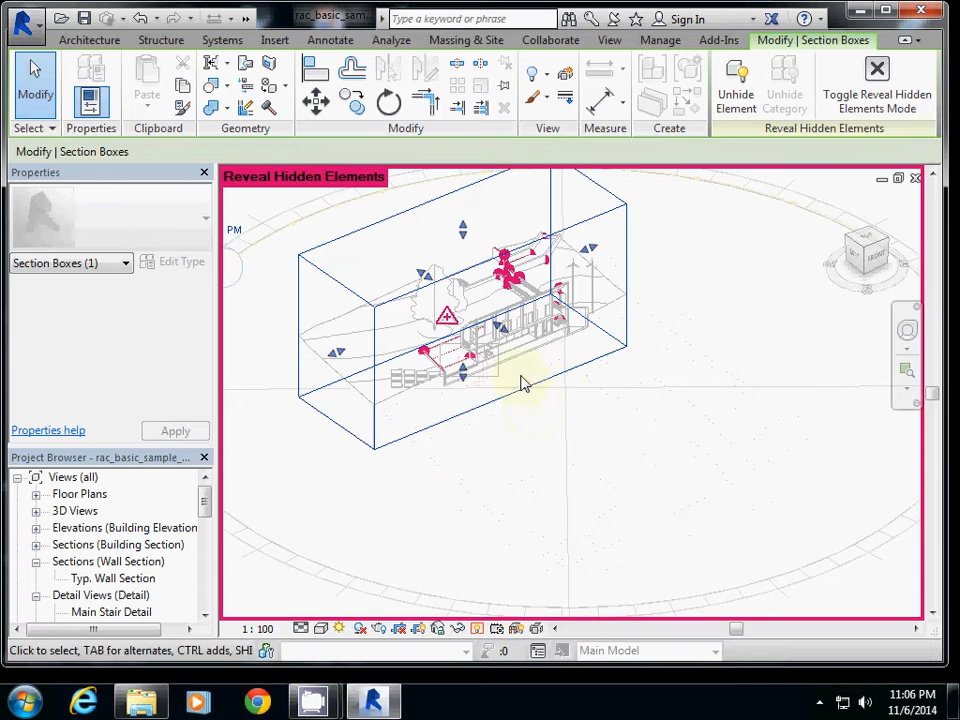 rac_basic_sam...
Type a keyword or phrase
Sign In
Architecture Structure Systems Insert Annotate Analyze Massing & Site Collaborate View Manage Add-Ins Modify | Section Boxes
Modify
Paste
Unhide Element
Unhide Category
Toggle Reveal Hidden Elements Mode
Select Properties Clipboard Geometry Modify View Measure Create Reveal Hidden Elements
Modify | Section Boxes
Properties
Reveal Hidden Elements
PM
FRONT
Section Boxes (1)
Edit Type
Properties help
Apply
Project Browser - rac_basic_sample_...
Views (all)
Floor Plans
3D Views
Elevations (Building Elevation
Sections (Building Section)
Sections (Wall Section)
Typ. Wall Section
Detail Views (Detail)
Main Stair Detail
1 : 100
Click to select, TAB for alternates, CTRL adds, SHI
:0
Main Model
11:06 PM
11/6/2014